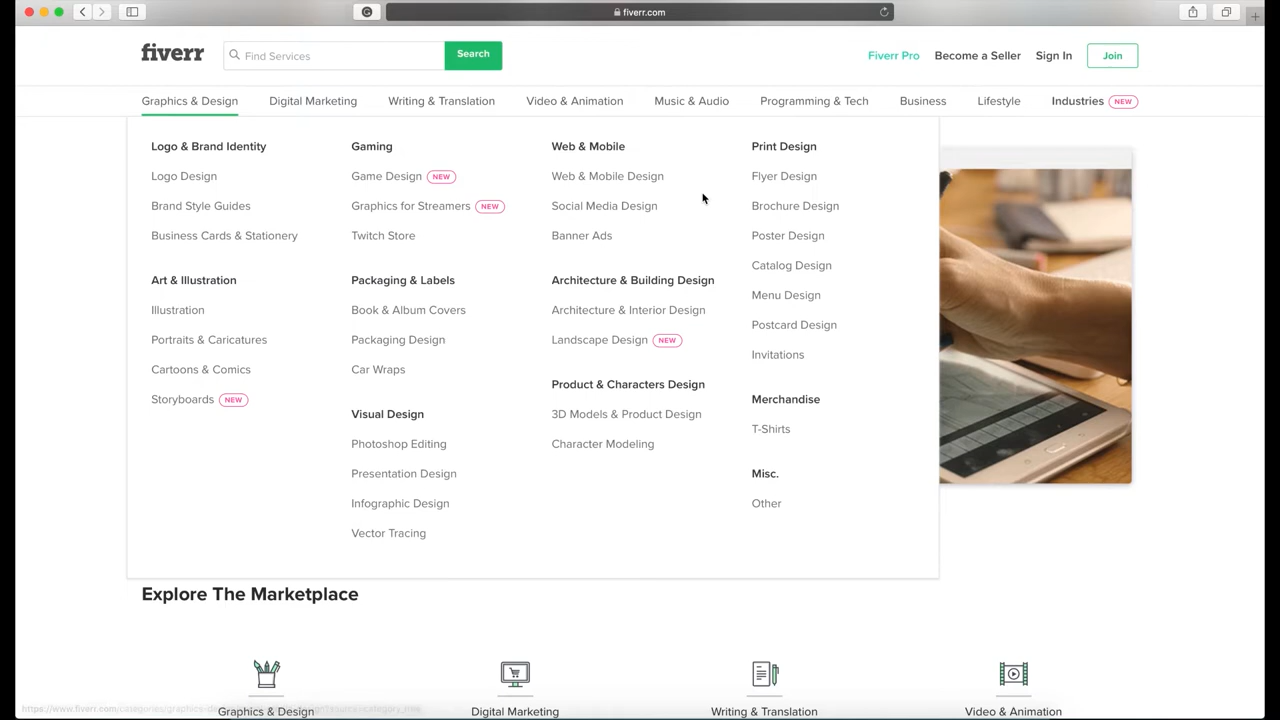 fiverr.com
fiverr
Find Services
Search
Fiverr Pro
Become a Seller
Sign In
Join
Graphics & Design
Digital Marketing
Writing & Translation
Video & Animation
Music & Audio
Programming & Tech
Business
Lifestyle
Industries NEW
Logo & Brand Identity
Logo Design
Brand Style Guides
Business Cards & Stationery
Art & Illustration
Illustration
Portraits & Caricatures
Cartoons & Comics
Storyboards NEW
Gaming
Game Design NEW
Graphics for Streamers NEW
Twitch Store
Packaging & Labels
Book & Album Covers
Packaging Design
Car Wraps
Visual Design
Photoshop Editing
Presentation Design
Infographic Design
Vector Tracing
Web & Mobile
Web & Mobile Design
Social Media Design
Banner Ads
Architecture & Building Design
Architecture & Interior Design
Landscape Design NEW
Product & Characters Design
3D Models & Product Design
Character Modeling
Print Design
Flyer Design
Brochure Design
Poster Design
Catalog Design
Menu Design
Postcard Design
Invitations
Merchandise
T-Shirts
Misc.
Other
Explore The Marketplace
Graphics & Design
Digital Marketing
Writing & Translation
Video & Animation